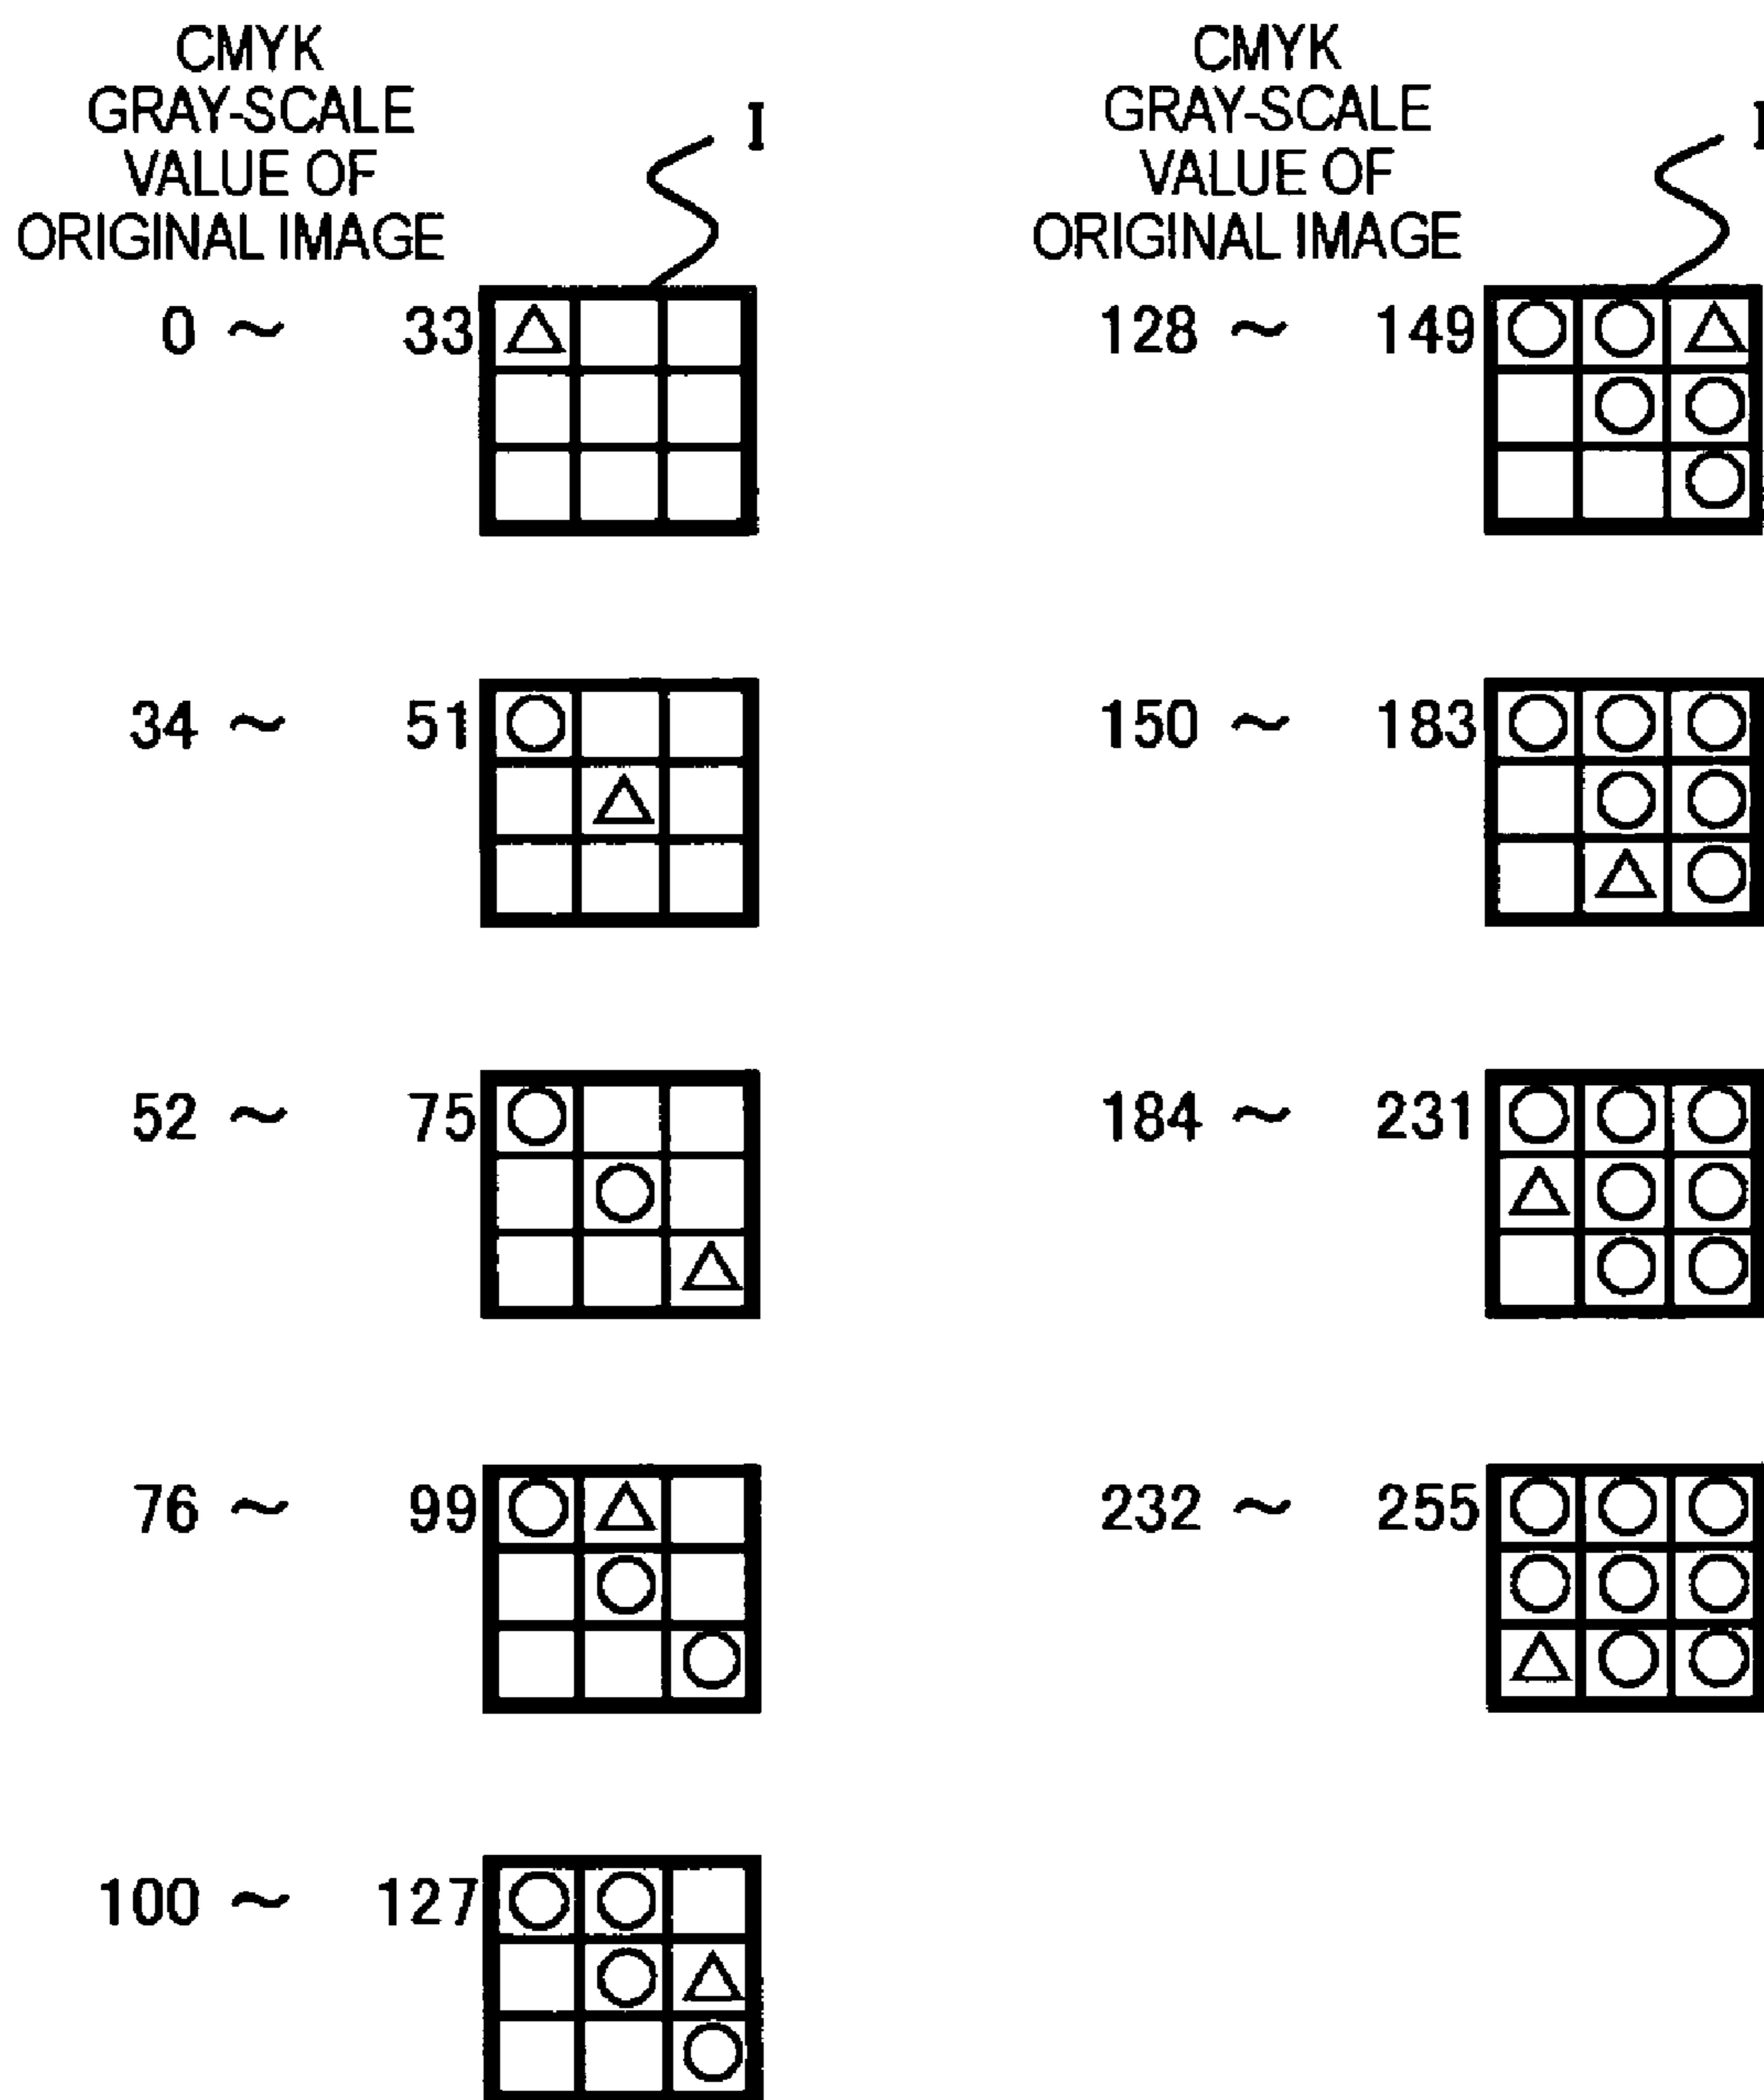 CMYK
GRAY-SCALE
VALUE OF
ORIGINAL IMAGE
I
0 ~ 33
34 ~ 51
52 ~ 75
76 ~ 99
100 ~ 127
CMYK
GRAY-SCALE
VALUE OF
ORIGINAL IMAGE
I
128 ~ 149
150 ~ 183
184 ~ 231
232 ~ 255